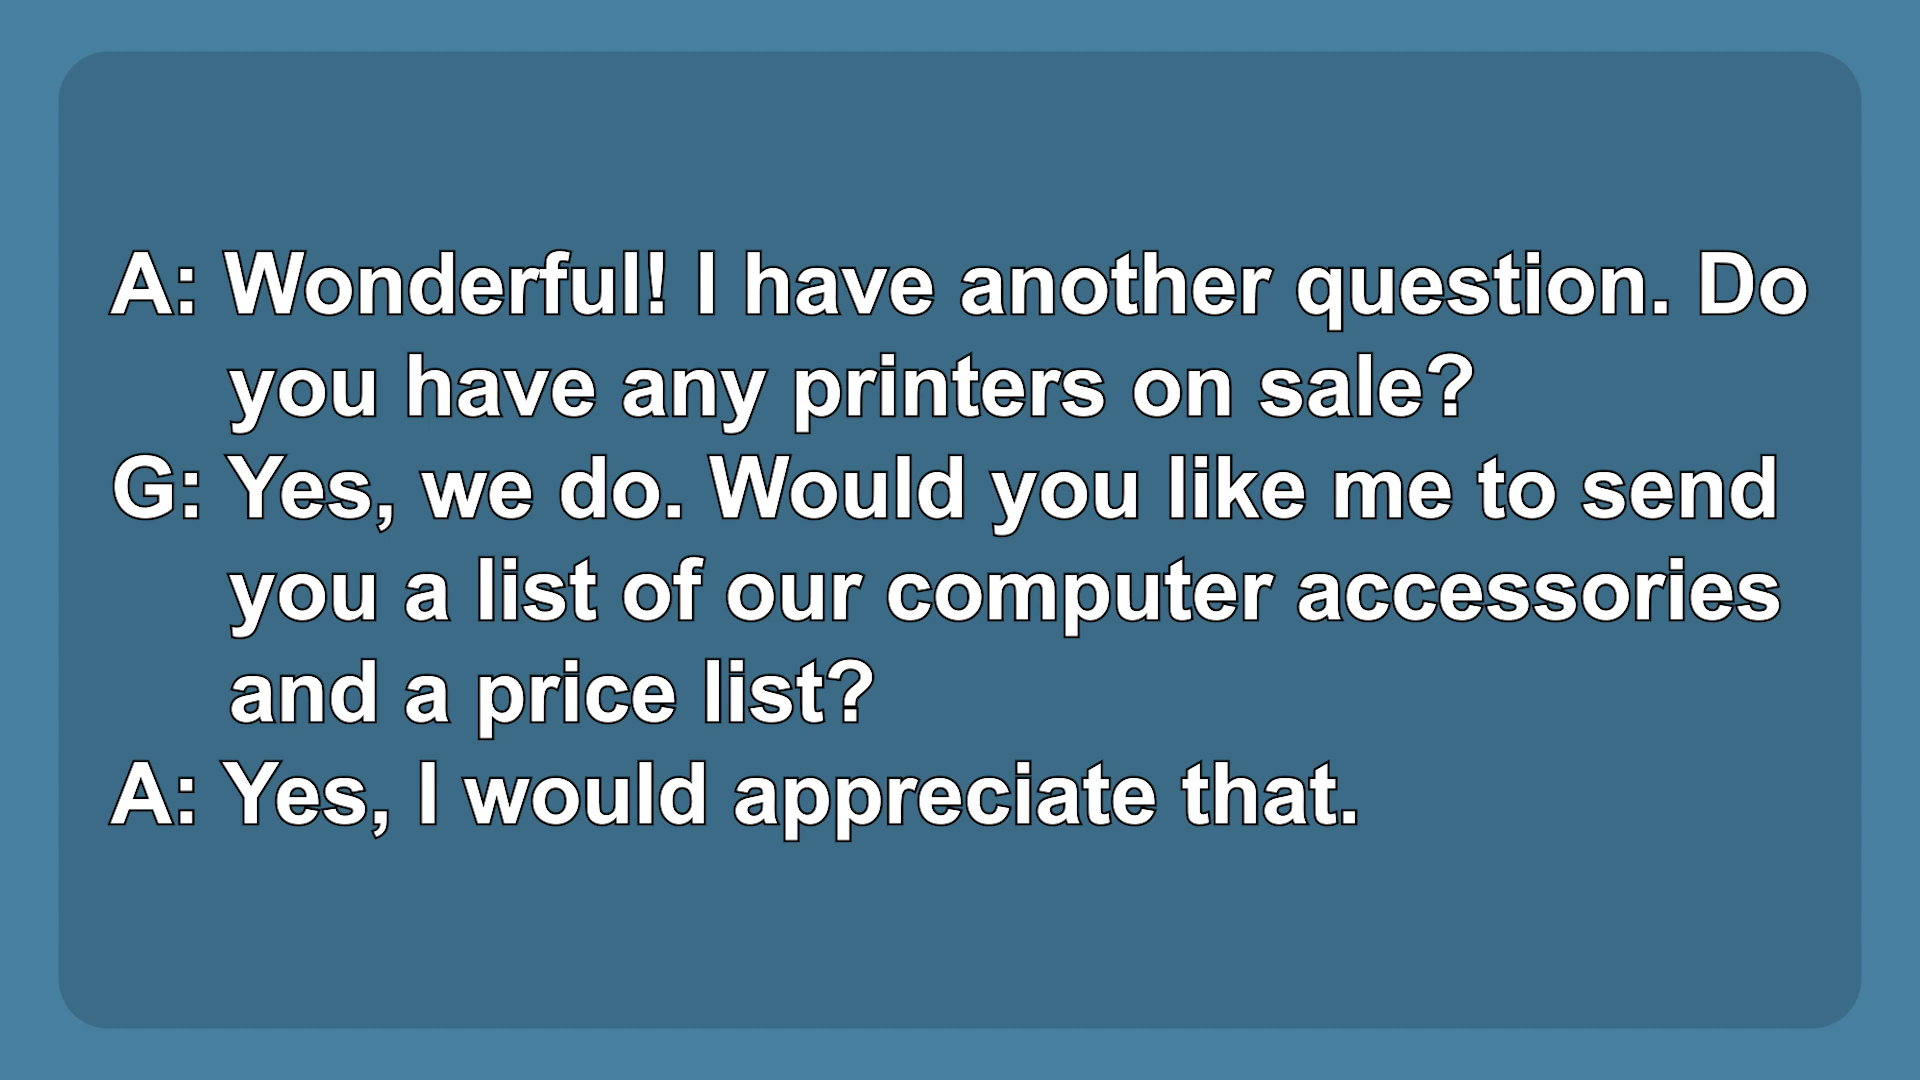 A: Wonderful! I have another question. Do
you have any printers on sale?
G: Yes, we do. Would you like me to send
you a list of our computer accessories
and a price list?
A: Yes, I would appreciate that.